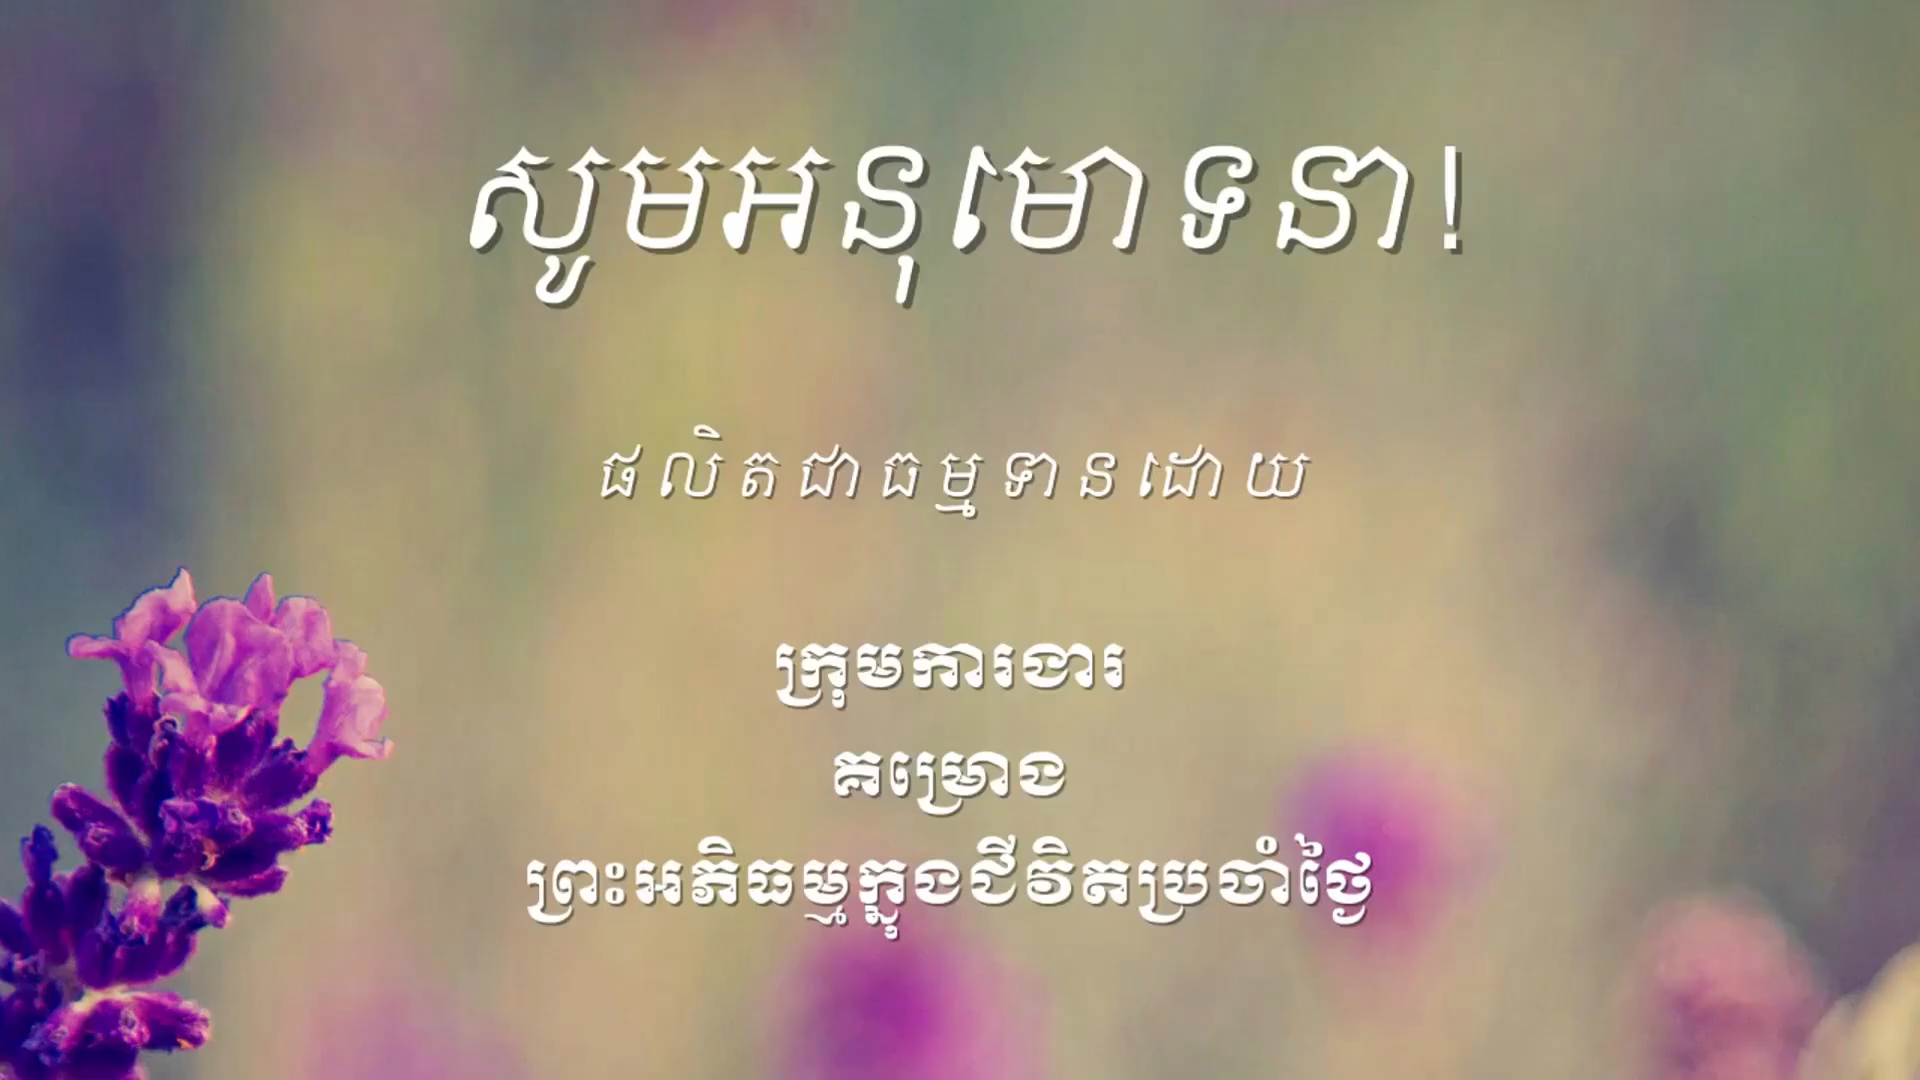 សូមអនុមោទនា!
ផលិតជាធម្មទានដោយ
ក្រុមការងារ
គម្រោង
ព្រះអភិធម្មក្នុងជីវិតប្រចាំថ្ងៃ